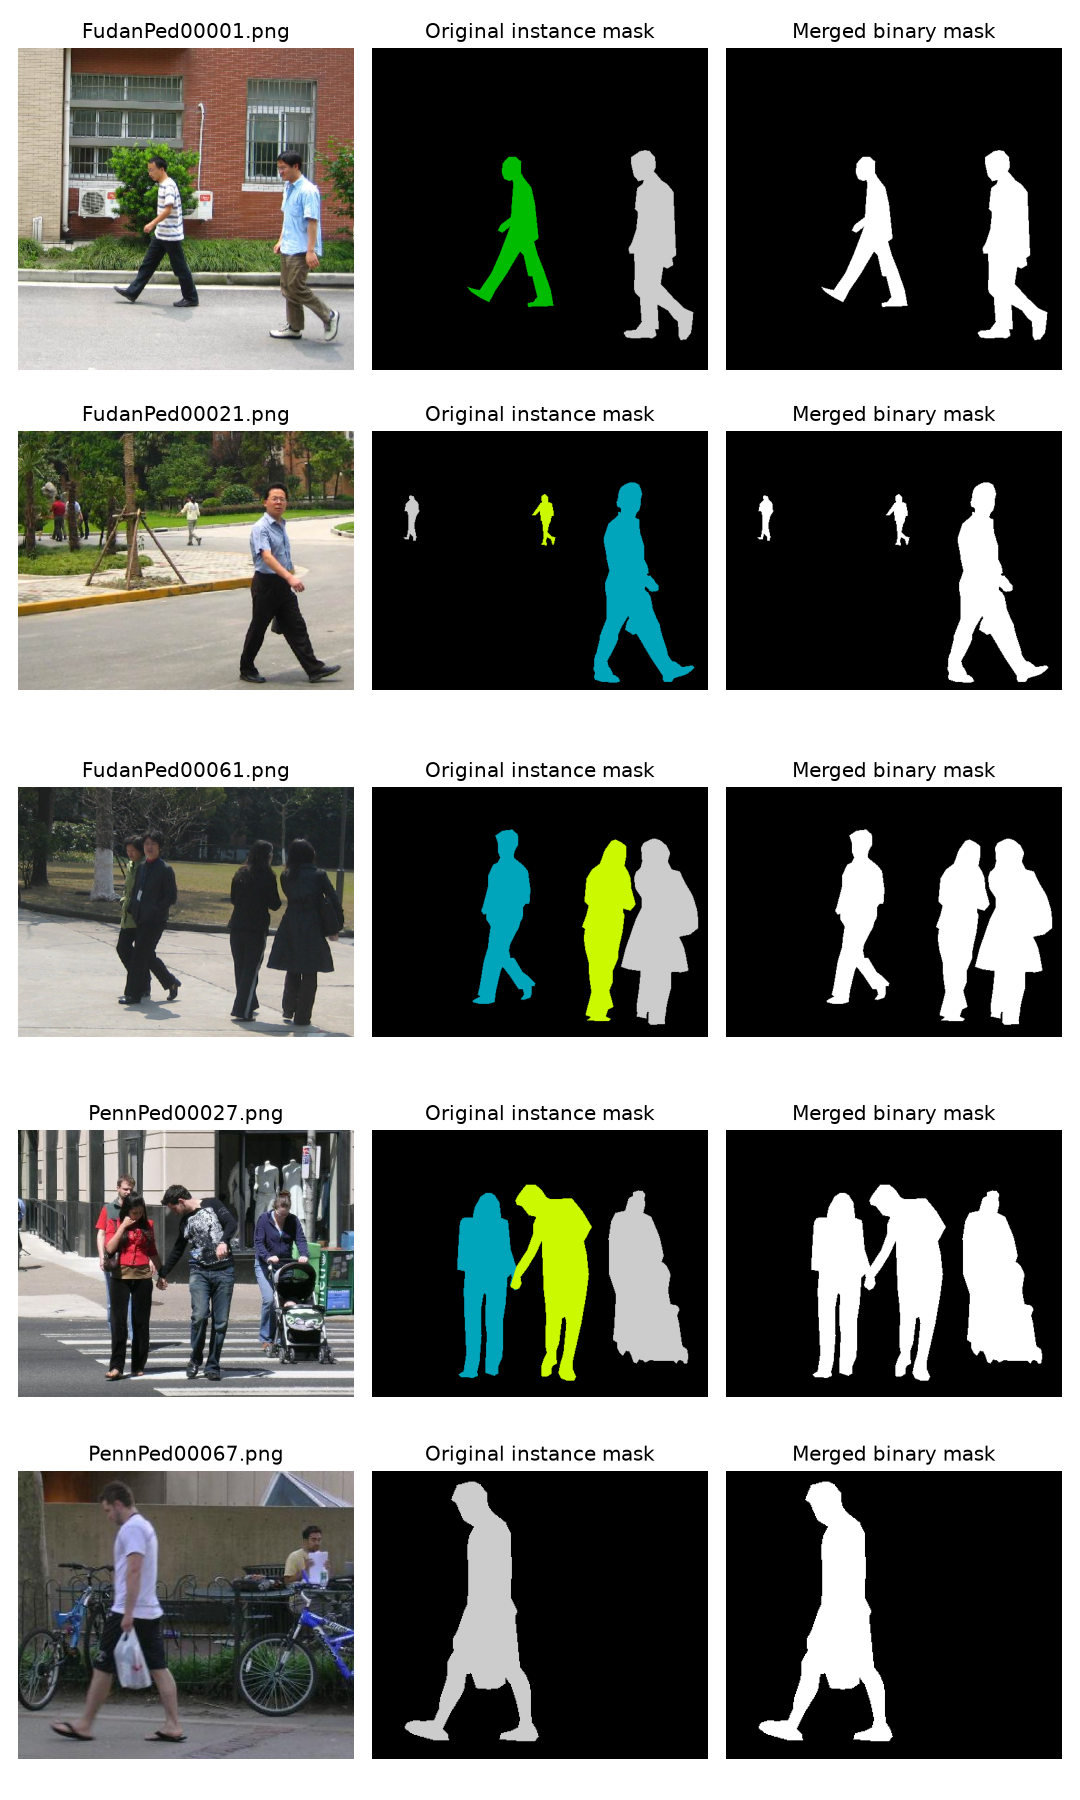 FudanPed00001.png
Original instance mask
Merged binary mask
FudanPed00021.png
Original instance mask
Merged binary mask
FudanPed00061.png
Original instance mask
Merged binary mask
PennPed00027.png
Original instance mask
Merged binary mask
PennPed00067.png
Original instance mask
Merged binary mask